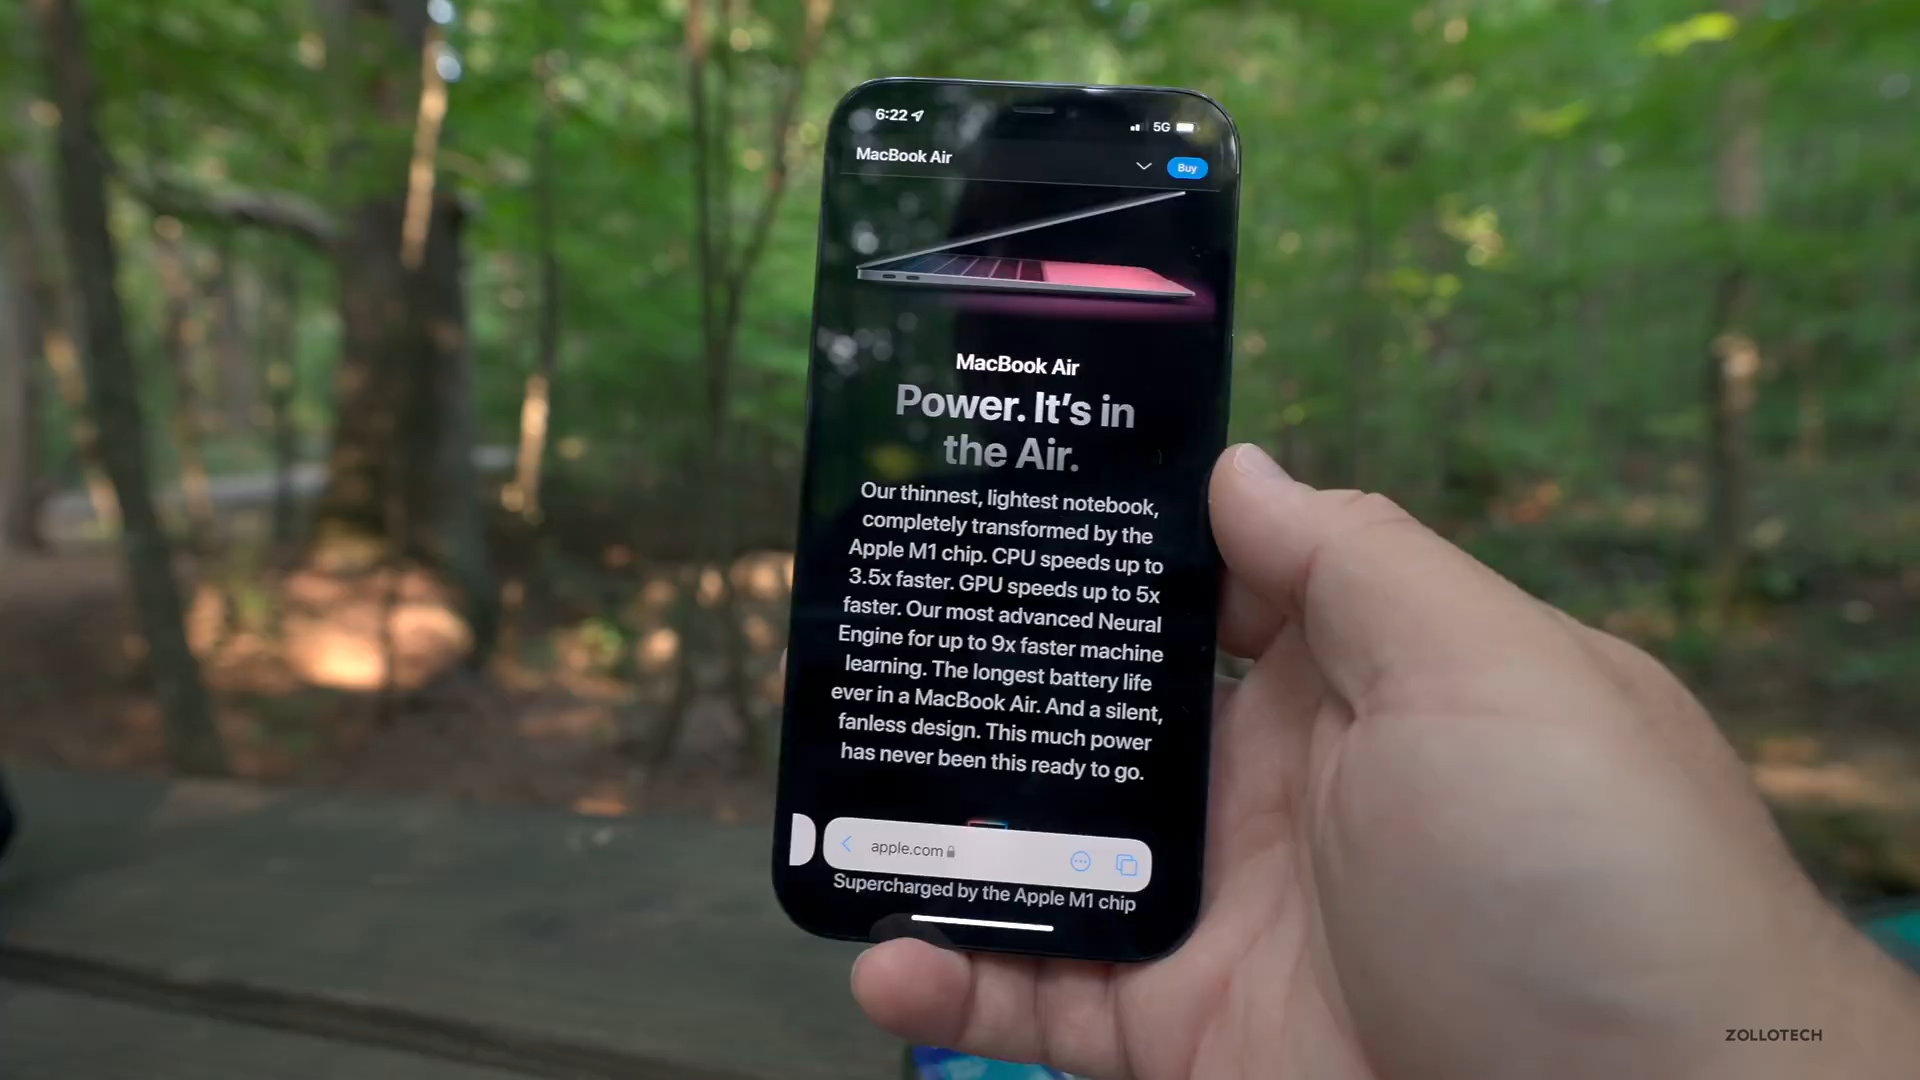 6:22
5G
MacBook Air
Buy
MacBook Air
Power. It's in
the Air.
Our thinnest, lightest notebook,
completely transformed by the
Apple M1 chip. CPU speeds up to
3.5x faster. GPU speeds up to 5x
faster. Our most advanced Neural
Engine for up to 9x faster machine
learning. The longest battery life
ever in a MacBook Air. And a silent,
fanless design. This much power
has never been this ready to go.
apple.com
Supercharged by the Apple M1 chip
ZOLLOTECH